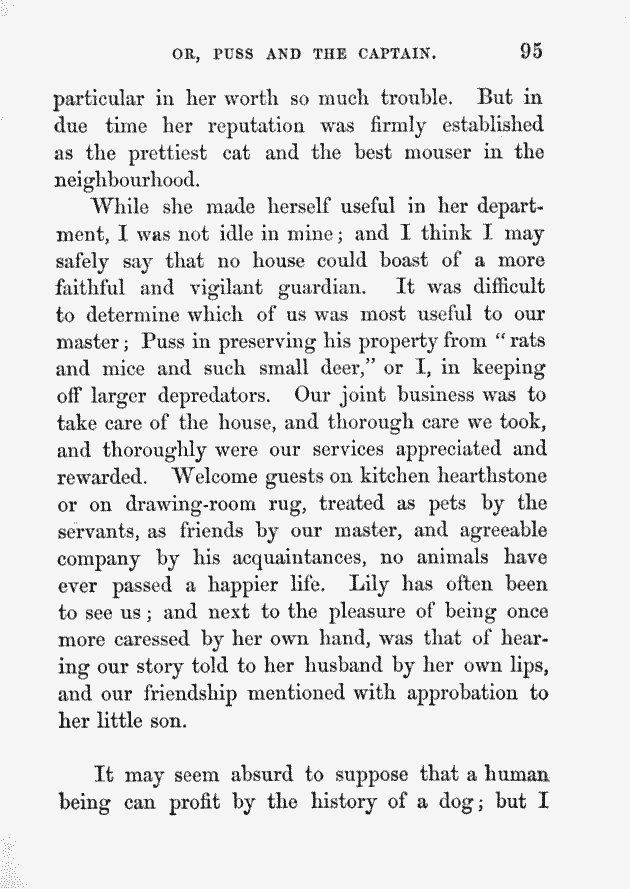 OR, PUSS AND THE CAPTAIN. 95
particular in her worth so much trouble. But in
due time her reputation was firmly established
as the prettiest cat and the best mouser in the
neighbourhood.
While she made herself useful in her depart-
ment, I was not idle in mine; and I think I may
safely say that no house could boast of a more
faithful and vigilant guardian. It was difficult
to determine which of us was most useful to our
master; Puss in preserving his property from "rats
and mice and such small deer," or I, in keeping
off larger depredators. Our joint business was to
take care of the house, and thorough care we took,
and thoroughly were our services appreciated and
rewarded. Welcome guests on kitchen hearthstone
or on drawing-room rug, treated as pets by the
servants, as friends by our master, and agreeable
company by his acquaintances, no animals have
ever passed a happier life. Lily has often been
to see us; and next to the pleasure of being once
more caressed by her own hand, was that of hear-
ing our story told to her husband by her own lips,
and our friendship mentioned with approbation to
her little son.
It may seem absurd to suppose that a human
being can profit by the history of a dog; but I